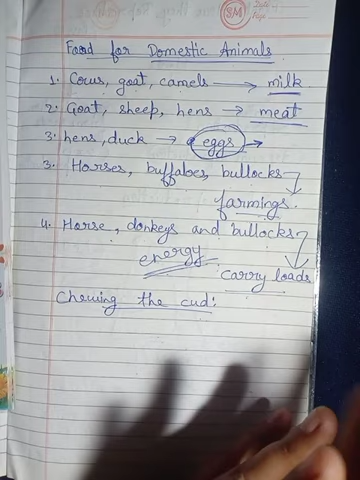 SM
Food for Domestic Animals
1. Cows, goat, camels → milk.
2. Goat, sheep, hens → meat
3. hens, duck → eggs →
3. Horses, buffaloes, bullocks
farmings.
4. Horse, donkeys and bullocks
energy
carry loads
Chewing the cud: